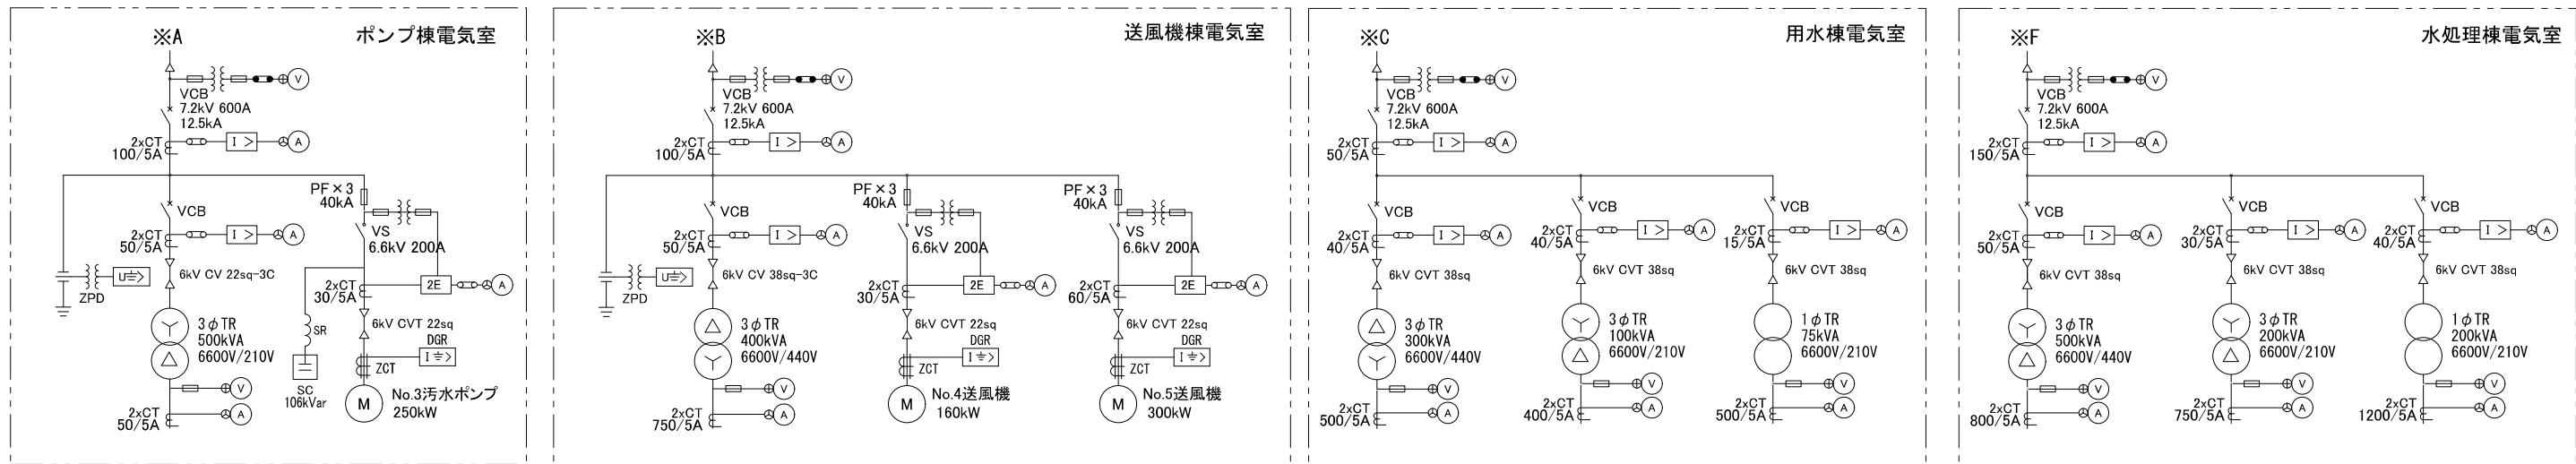 ※A
ポンプ棟電気室
V
VCB
7.2kV 600A
12.5kA
2xCT
100/5A
I >
A
PF×3
40kA
VCB
VS
6.6kV 200A
2xCT
50/5A
I >
A
6kV CV 22sq-3C
U⏚>
ZPD
2xCT
30/5A
2E
A
SR
6kV CVT 22sq
DGR
I⏚>
ZCT
3φTR
500kVA
6600V/210V
SC
106kVar
M
No.3汚水ポンプ
250kW
V
2xCT
50/5A
A
※B
送風機棟電気室
V
VCB
7.2kV 600A
12.5kA
2xCT
100/5A
I >
A
PF×3
40kA
PF×3
40kA
VCB
VS
6.6kV 200A
VS
6.6kV 200A
2xCT
50/5A
I >
A
6kV CV 38sq-3C
U⏚>
ZPD
2xCT
30/5A
2E
A
2xCT
60/5A
2E
A
6kV CVT 22sq
DGR
I⏚>
ZCT
6kV CVT 22sq
DGR
I⏚>
ZCT
3φTR
400kVA
6600V/440V
M
No.4送風機
160kW
M
No.5送風機
300kW
V
2xCT
750/5A
A
※C
用水棟電気室
V
VCB
7.2kV 600A
12.5kA
2xCT
50/5A
I >
A
VCB
2xCT
40/5A
I >
A
6kV CVT 38sq
3φTR
300kVA
6600V/440V
V
2xCT
500/5A
A
VCB
2xCT
40/5A
I >
A
6kV CVT 38sq
3φTR
100kVA
6600V/210V
V
2xCT
400/5A
A
VCB
2xCT
15/5A
I >
A
6kV CVT 38sq
1φTR
75kVA
6600V/210V
V
2xCT
500/5A
A
※F
水処理棟電気室
V
VCB
7.2kV 600A
12.5kA
2xCT
150/5A
I >
A
VCB
2xCT
50/5A
I >
A
6kV CVT 38sq
3φTR
500kVA
6600V/440V
V
2xCT
800/5A
A
VCB
2xCT
30/5A
I >
A
6kV CVT 38sq
3φTR
200kVA
6600V/210V
V
2xCT
750/5A
A
VCB
2xCT
40/5A
I >
A
6kV CVT 38sq
1φTR
200kVA
6600V/210V
V
2xCT
1200/5A
A